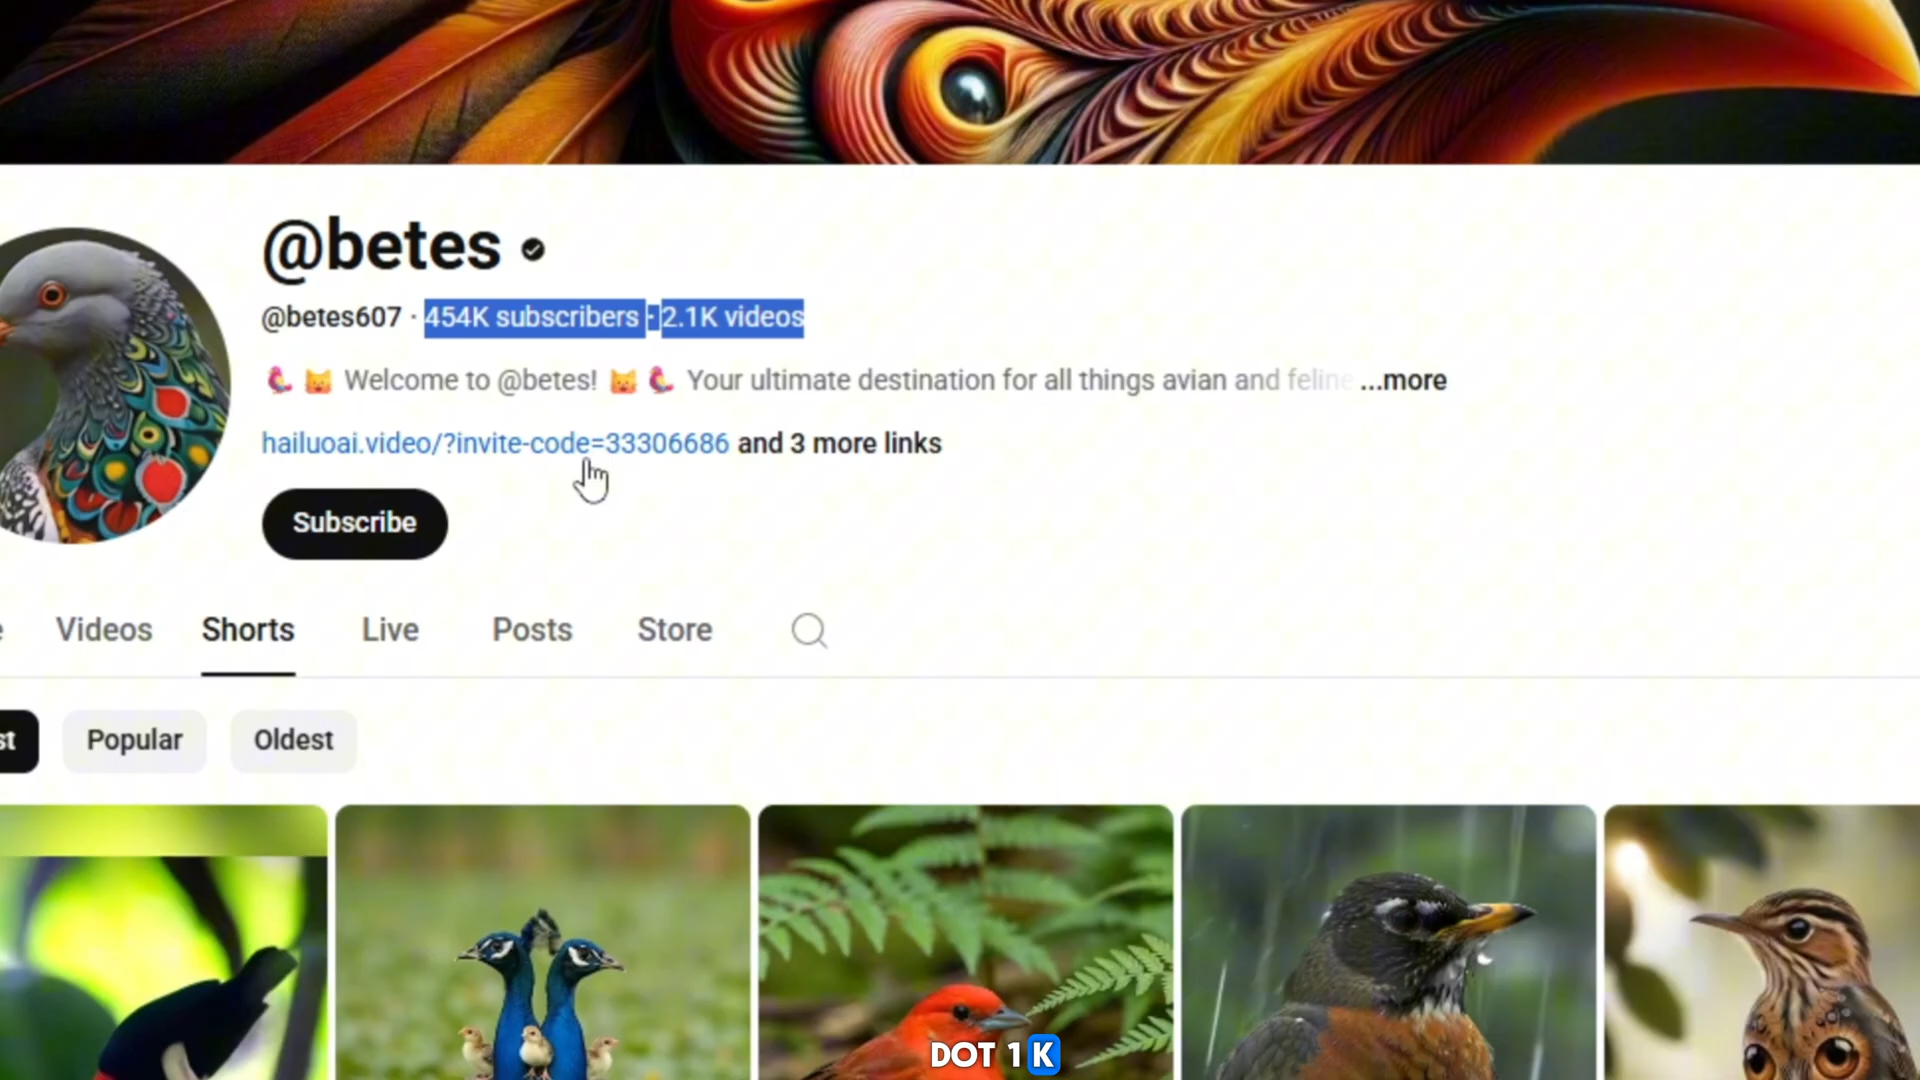 @betes
@betes607 · 454K subscribers · 2.1K videos
Welcome to @betes! Your ultimate destination for all things avian and feline ...more
hailuoai.video/?invite-code=33306686 and 3 more links
Subscribe
Videos Shorts Live Posts Store
Popular Oldest
DOT 1 K